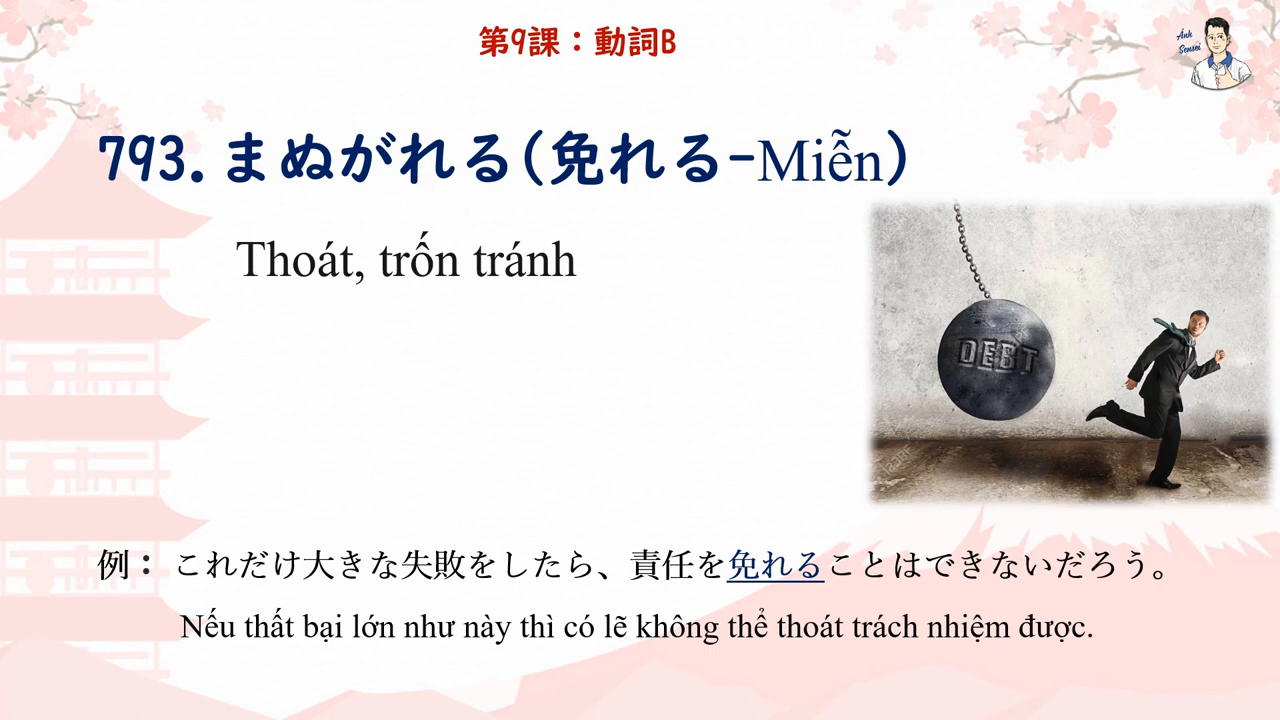 第9課：動詞B
Anh
Sensei
793.まぬがれる(免れる-Miễn)
Thoát, trốn tránh
DEBT
例： これだけ大きな失敗をしたら、責任を免れることはできないだろう。
Nếu thất bại lớn như này thì có lẽ không thể thoát trách nhiệm được.